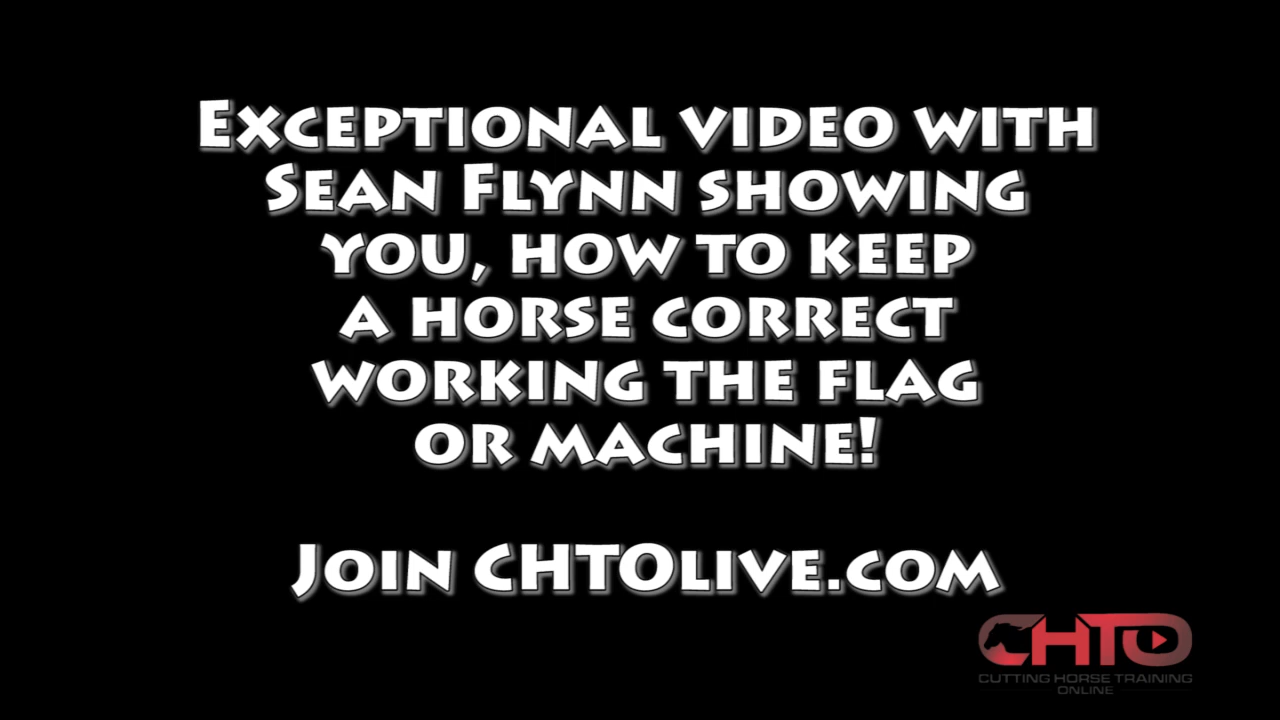 Exceptional video with
Sean Flynn showing
you, how to keep
a horse correct
working the flag
or machine!
Join CHTOlive.com
CHTO
CUTTING HORSE TRAINING
ONLINE